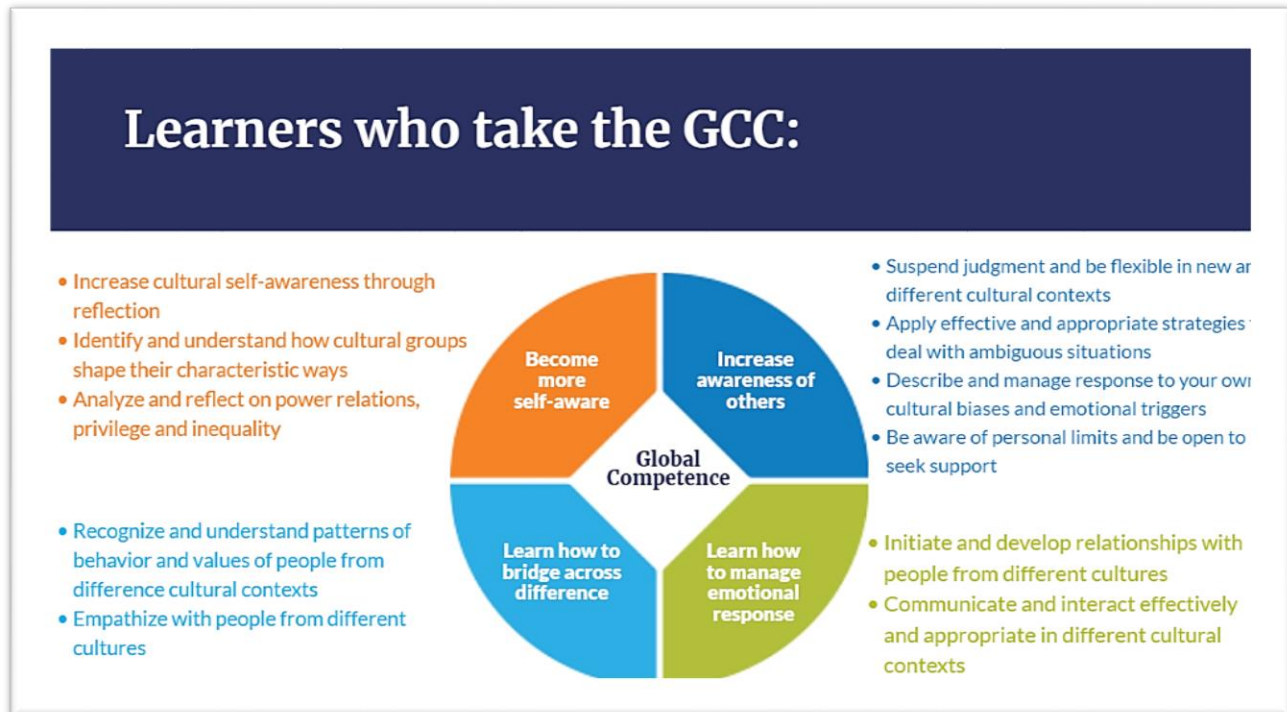 Learners who take the GCC:
• Increase cultural self-awareness through
reflection
• Identify and understand how cultural groups
shape their characteristic ways
• Analyze and reflect on power relations,
privilege and inequality
Become
more
self-aware
Increase
awareness of
others
• Suspend judgment and be flexible in new
different cultural contexts
• Apply effective and appropriate strategies
deal with ambiguous situations
• Describe and manage response to your own
cultural biases and emotional triggers
• Be aware of personal limits and be open to
seek support
Global
Competence
• Recognize and understand patterns of
behavior and values of people from
difference cultural contexts
• Empathize with people from different
cultures
Learn how to
bridge across
difference
Learn how
to manage
emotional
response
• Initiate and develop relationships with
people from different cultures
• Communicate and interact effectively
and appropriate in different cultural
contexts